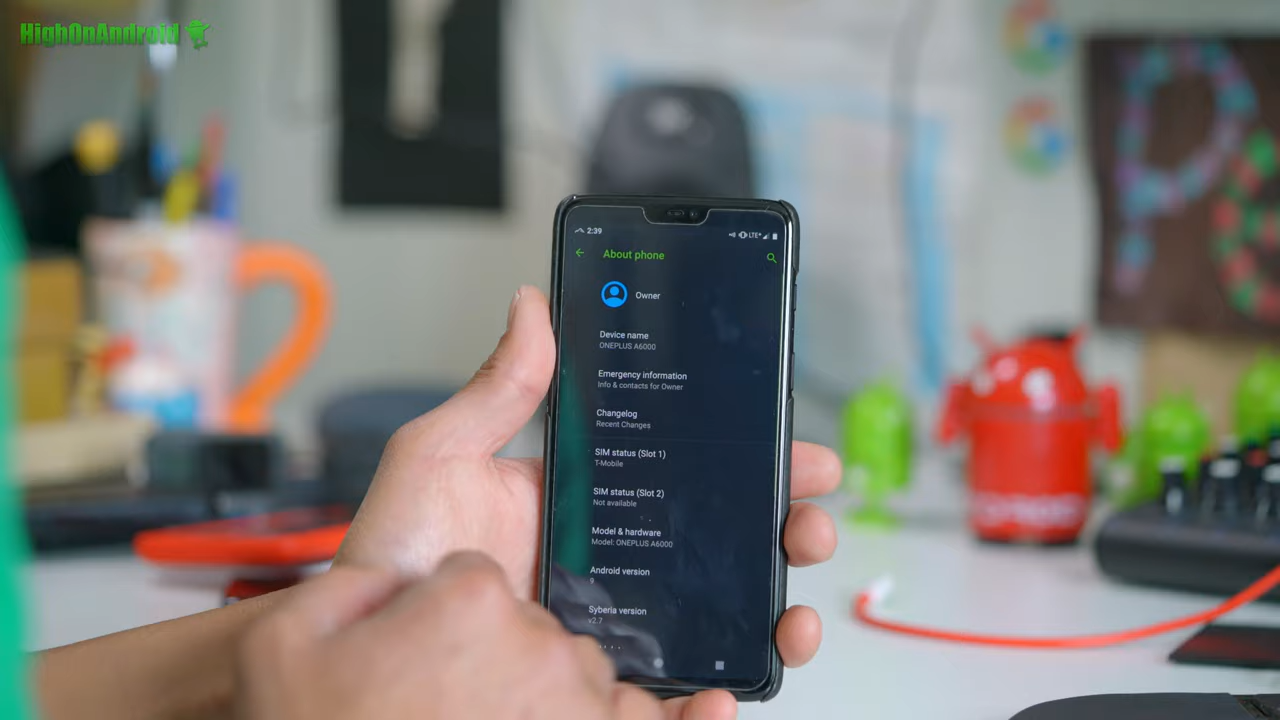 HighOnAndroid
2:39
LTE+
About phone
Owner
Device name
ONEPLUS A6000
Emergency information
Info & contacts for Owner
Changelog
Recent Changes
SIM status (Slot 1)
T-Mobile
SIM status (Slot 2)
Not available
Model & hardware
Model: ONEPLUS A6000
Android version
9
Syberia version
v2.7